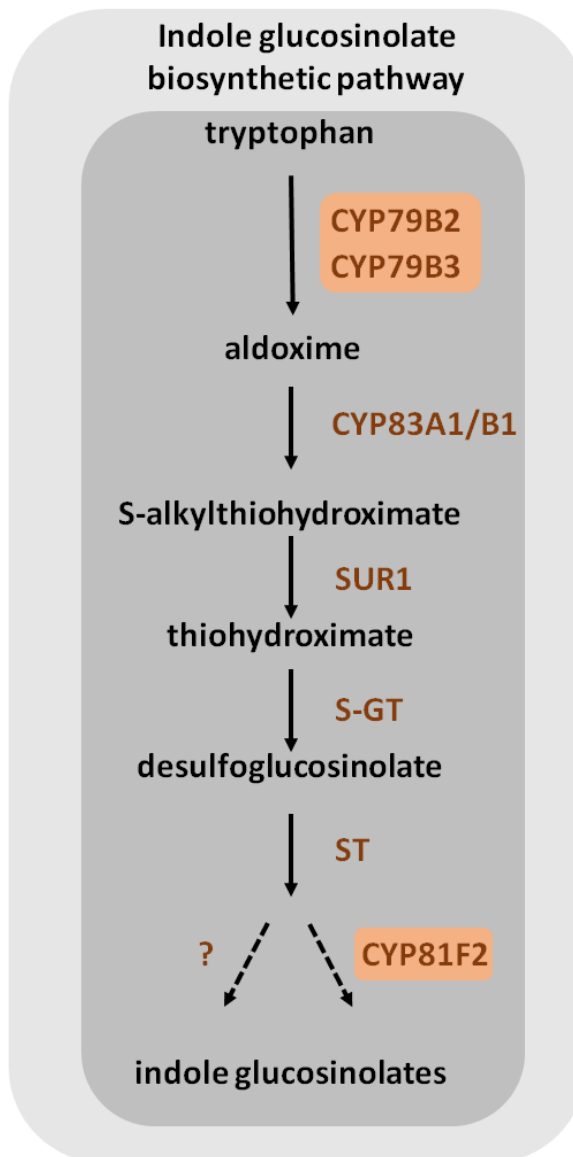 Indole glucosinolate
biosynthetic pathway
tryptophan
CYP79B2
CYP79B3
aldoxime
CYP83A1/B1
S-alkylthiohydroximate
SUR1
thiohydroximate
S-GT
desulfoglucosinolate
ST
?
CYP81F2
indole glucosinolates